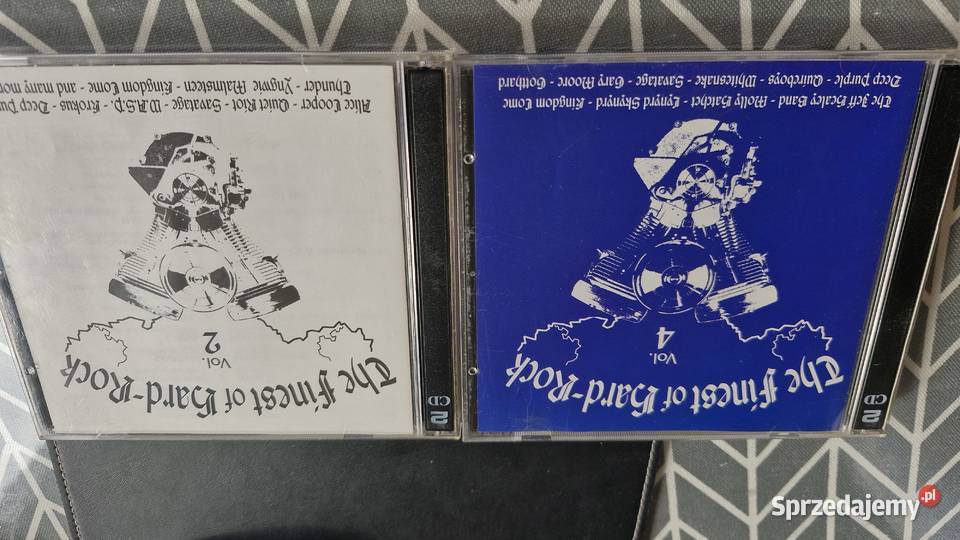 The Finest of Hard-Rock
Vol.
4
The Jeff Healey Band - Molly Hatchet - Lynyrd Skynyrd - Kingdom Come
Deep Purple - Quireboys - Whitesnake - Savatage - Gary Moore - Gotthard
2
CD
The Finest of Hard-Rock
Vol.
2
Alice Cooper - Quiet Riot - Savatage - W.A.S.P. - Krokus - Deep
Thunder - Yngwie Malmsteen - Kingdom Come - and many
2
CD
Sprzedajemy.pl